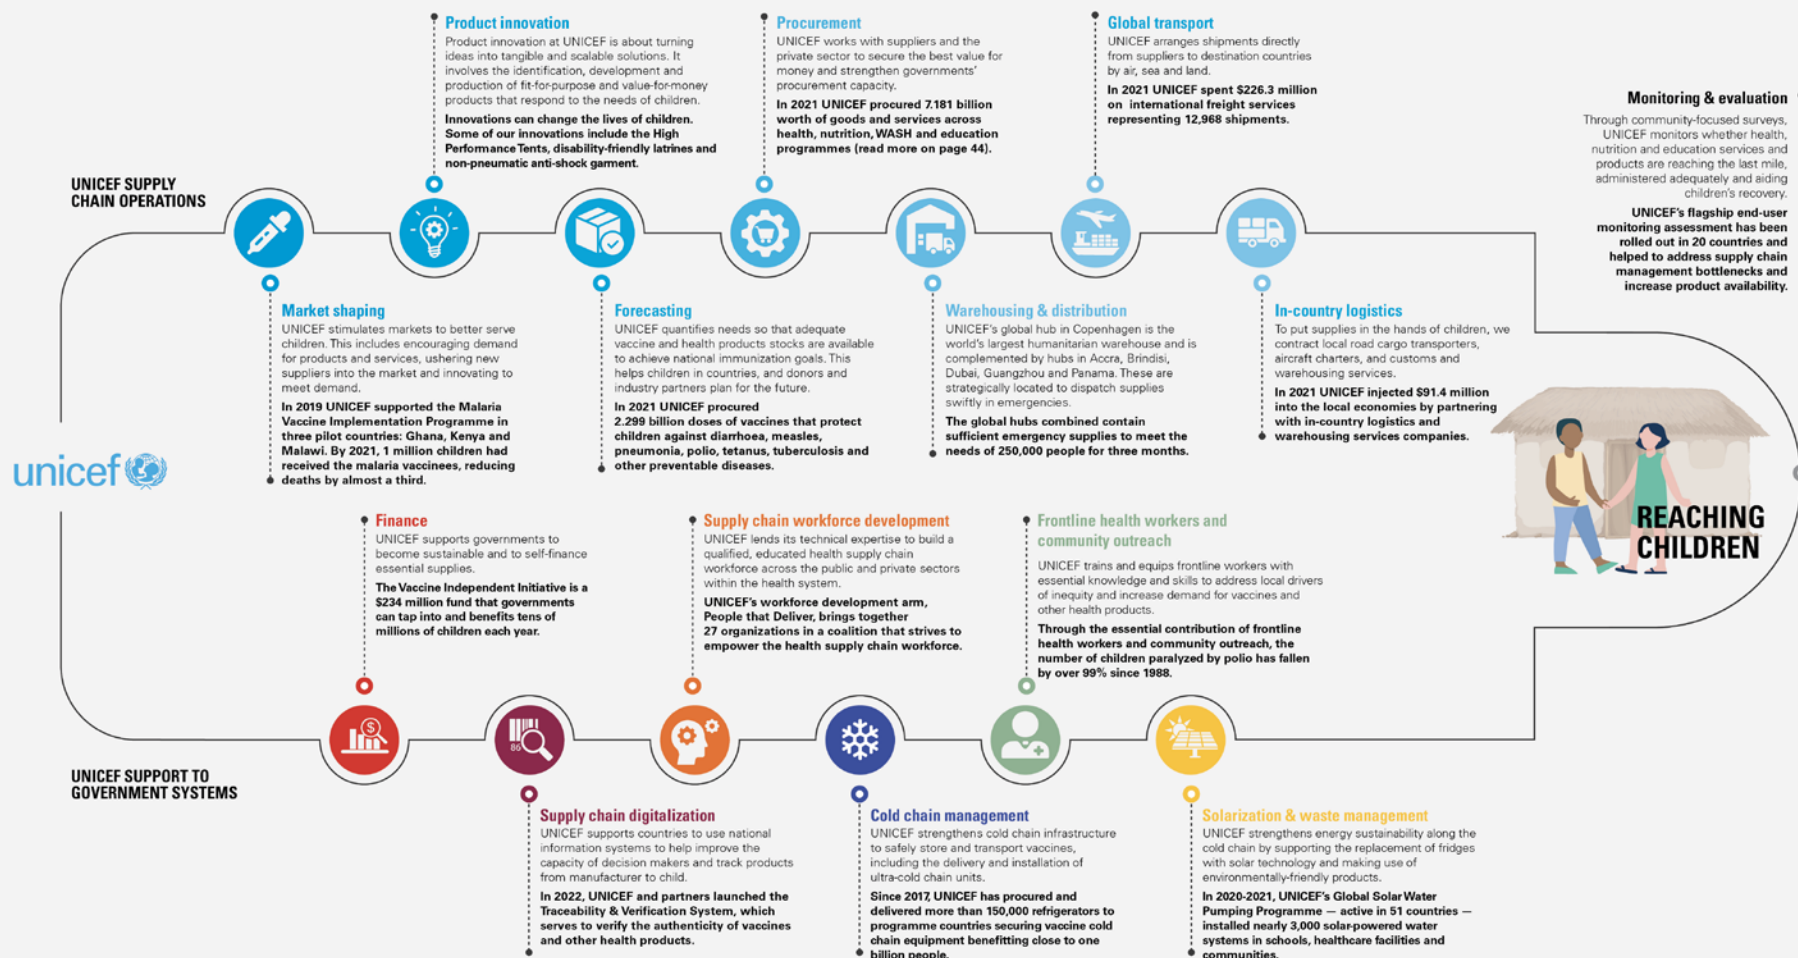 Product innovation
Product innovation at UNICEF is about turning
ideas into tangible and scalable solutions. It
involves the identification, development and
production of fit-for-purpose and value-for-money
products that respond to the needs of children.
Innovations can change the lives of children.
Some of our innovations include the High
Performance Tents, disability-friendly latrines and
non-pneumatic anti-shock garment.
Procurement
UNICEF works with suppliers and the
private sector to secure the best value for
money and strengthen governments'
procurement capacity.
In 2021 UNICEF procured 7.181 billion
worth of goods and services across
health, nutrition, WASH and education
programmes (read more on page 44).
Global transport
UNICEF arranges shipments directly
from suppliers to destination countries
by air, sea and land.
In 2021 UNICEF spent $226.3 million
on international freight services
representing 12,968 shipments.
Monitoring & evaluation
Through community-focused surveys,
UNICEF monitors whether health,
nutrition and education services and
products are reaching the last mile,
administered adequately and aiding
children's recovery.
UNICEF's flagship end-user
monitoring assessment has been
rolled out in 20 countries and
helped to address supply chain
management bottlenecks and
increase product availability.
UNICEF SUPPLY
CHAIN OPERATIONS
Market shaping
UNICEF stimulates markets to better serve
children. This includes encouraging demand
for products and services, ushering new
suppliers into the market and innovating to
meet demand.
In 2019 UNICEF supported the Malaria
Vaccine Implementation Programme in
three pilot countries: Ghana, Kenya and
Malawi. By 2021, 1 million children had
received the malaria vaccinees, reducing
deaths by almost a third.
Forecasting
UNICEF quantifies needs so that adequate
vaccine and health products stocks are available
to achieve national immunization goals. This
helps children in countries, and donors and
industry partners plan for the future.
In 2021 UNICEF procured
2.299 billion doses of vaccines that protect
children against diarrhoea, measles,
pneumonia, polio, tetanus, tuberculosis and
other preventable diseases.
Warehousing & distribution
UNICEF's global hub in Copenhagen is the
world's largest humanitarian warehouse and is
complemented by hubs in Accra, Brindisi,
Dubai, Guangzhou and Panama. These are
strategically located to dispatch supplies
swiftly in emergencies.
The global hubs combined contain
sufficient emergency supplies to meet the
needs of 250,000 people for three months.
In-country logistics
To put supplies in the hands of children, we
contract local road cargo transporters,
aircraft charters, and customs and
warehousing services.
In 2021 UNICEF injected $91.4 million
into the local economies by partnering
with in-country logistics and
warehousing services companies.
unicef
REACHING
CHILDREN
Finance
UNICEF supports governments to
become sustainable and to self-finance
essential supplies.
The Vaccine Independent Initiative is a
$234 million fund that governments
can tap into and benefits tens of
millions of children each year.
Supply chain workforce development
UNICEF lends its technical expertise to build a
qualified, educated health supply chain
workforce across the public and private sectors
within the health system.
UNICEF's workforce development arm,
People that Deliver, brings together
27 organizations in a coalition that strives to
empower the health supply chain workforce.
Frontline health workers and
community outreach
UNICEF trains and equips frontline workers with
essential knowledge and skills to address local drivers
of inequity and increase demand for vaccines and
other health products.
Through the essential contribution of frontline
health workers and community outreach, the
number of children paralyzed by polio has fallen
by over 99% since 1988.
86
UNICEF SUPPORT TO
GOVERNMENT SYSTEMS
Supply chain digitalization
UNICEF supports countries to use national
information systems to help improve the
capacity of decision makers and track products
from manufacturer to child.
In 2022, UNICEF and partners launched the
Traceability & Verification System, which
serves to verify the authenticity of vaccines
and other health products.
Cold chain management
UNICEF strengthens cold chain infrastructure
to safely store and transport vaccines,
including the delivery and installation of
ultra-cold chain units.
Since 2017, UNICEF has procured and
delivered more than 150,000 refrigerators to
programme countries securing vaccine cold
chain equipment benefitting close to one
billion people.
Solarization & waste management
UNICEF strengthens energy sustainability along the
cold chain by supporting the replacement of fridges
with solar technology and making use of
environmentally-friendly products.
In 2020-2021, UNICEF's Global Solar Water
Pumping Programme — active in 51 countries —
installed nearly 3,000 solar-powered water
systems in schools, healthcare facilities and
communities.